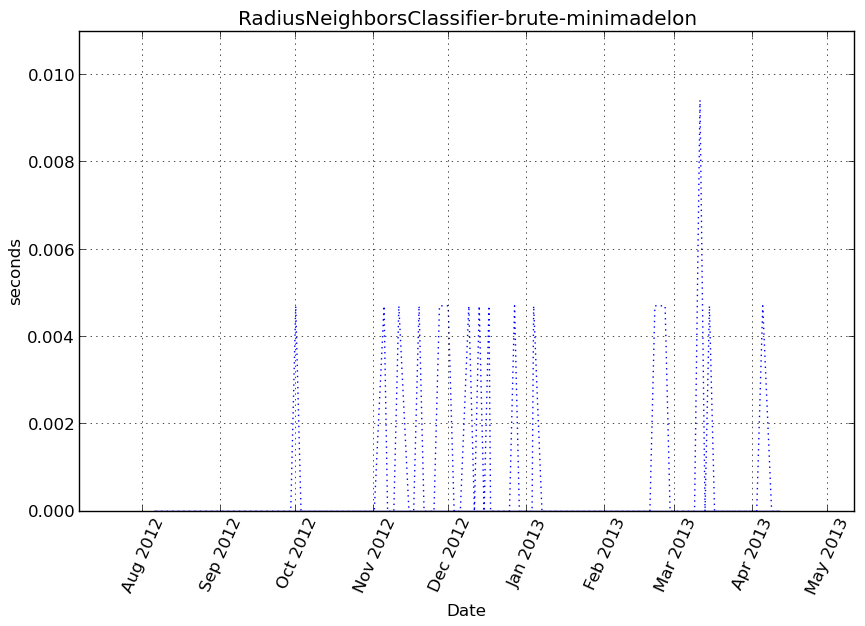 RadiusNeighborsClassifier-brute-minimadelon
0.010
0.008
0.006
0.004
0.002
0.000
seconds
Aug 2012
Sep 2012
Oct 2012
Nov 2012
Dec 2012
Jan 2013
Feb 2013
Mar 2013
Apr 2013
May 2013
Date